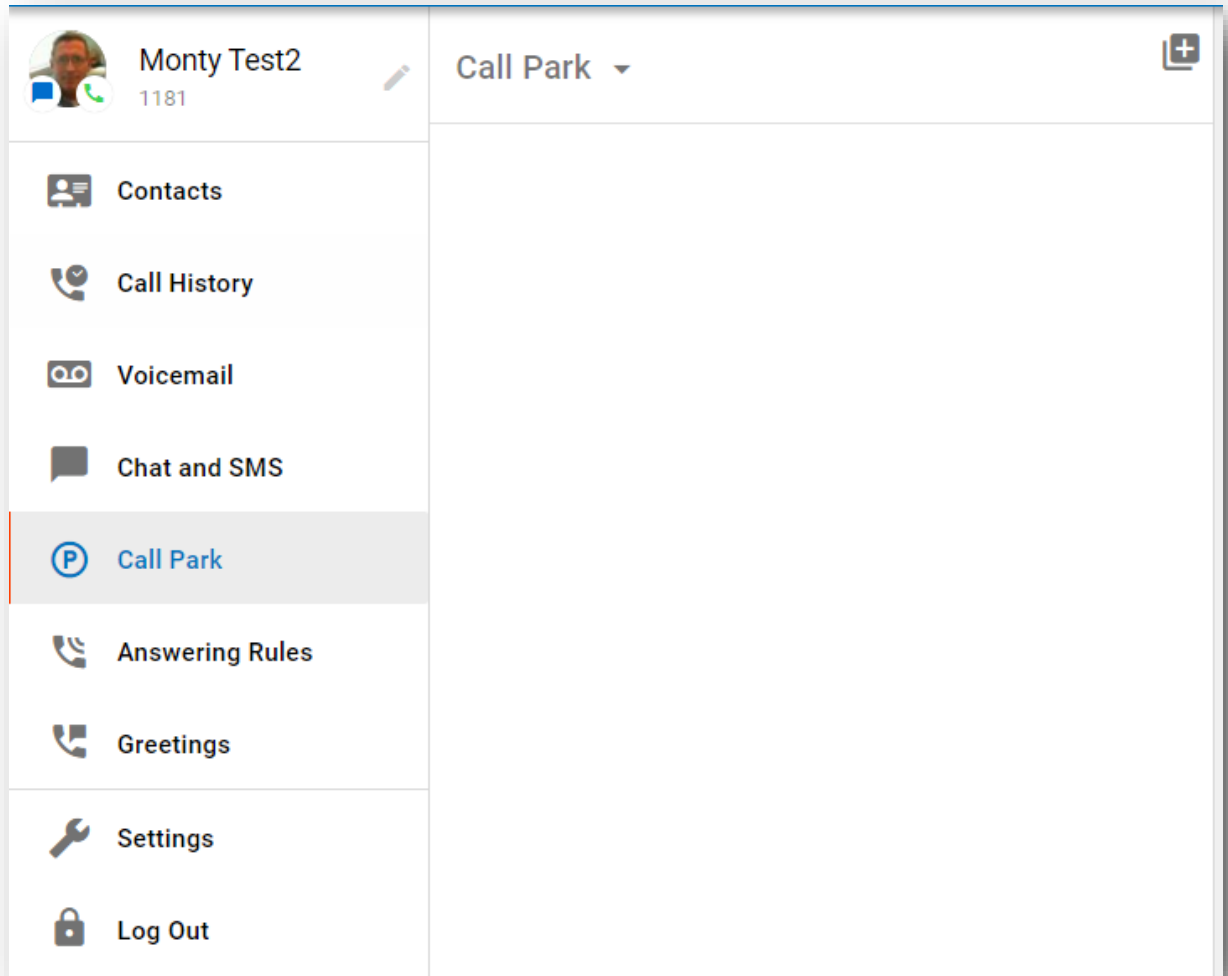 Monty Test2
1181
Call Park
Contacts
Call History
Voicemail
Chat and SMS
P
Call Park
Answering Rules
Greetings
Settings
Log Out